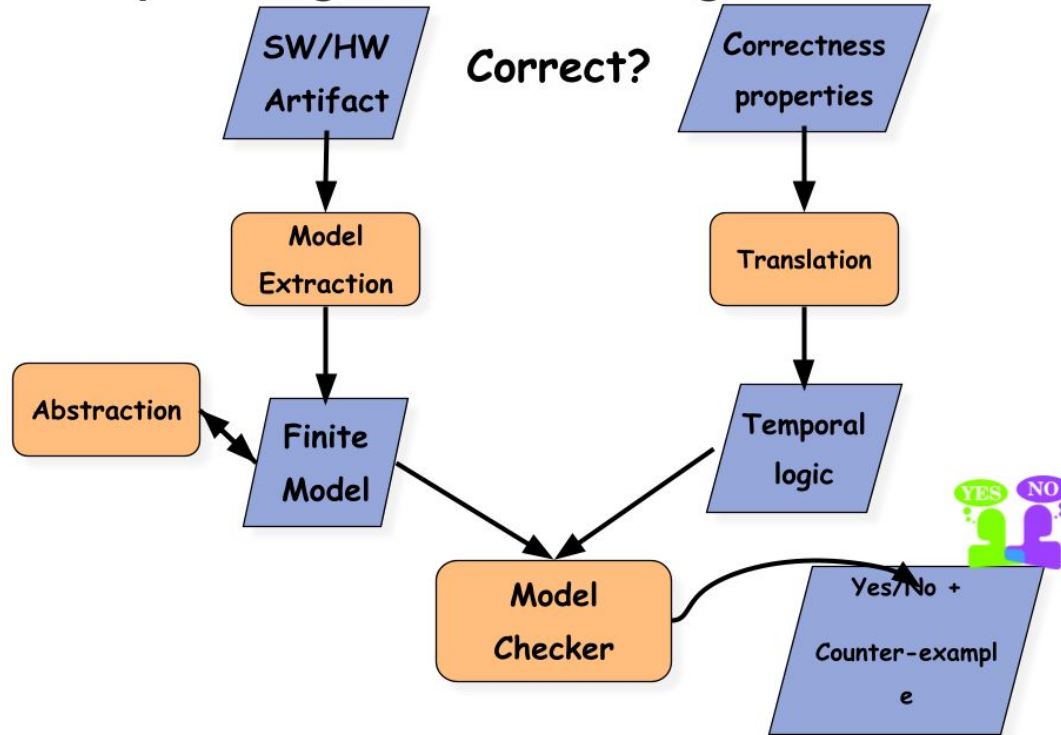 SW/HW
Artifact
Correct?
Correctness
properties
Model
Extraction
Translation
Abstraction
Finite
Model
Temporal
logic
YES
NO
Model
Checker
Yes/No +
Counter-exampl
e